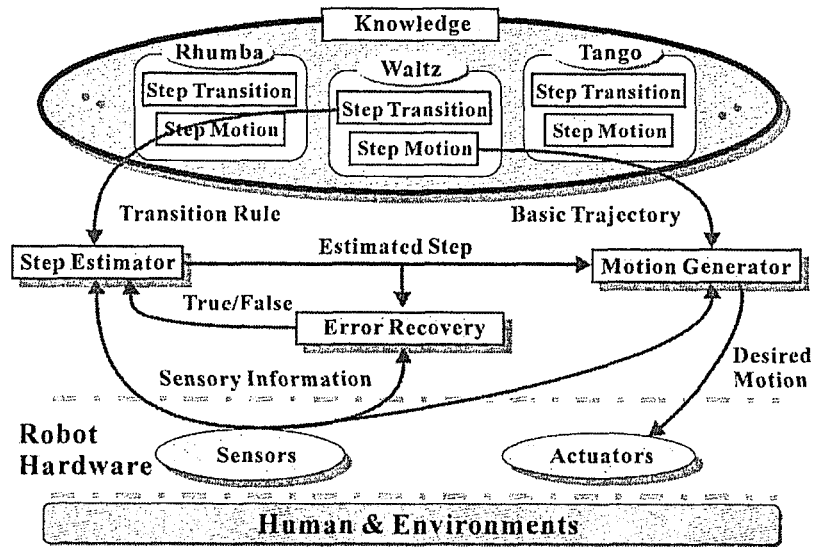 Knowledge
Rhumba
Waltz
Tango
Step Transition
Step Motion
Step Transition
Step Motion
Step Transition
Step Motion
Transition Rule
Basic Trajectory
Step Estimator
Estimated Step
Motion Generator
True/False
Error Recovery
Sensory Information
Desired
Motion
Robot
Hardware
Sensors
Actuators
Human & Environments